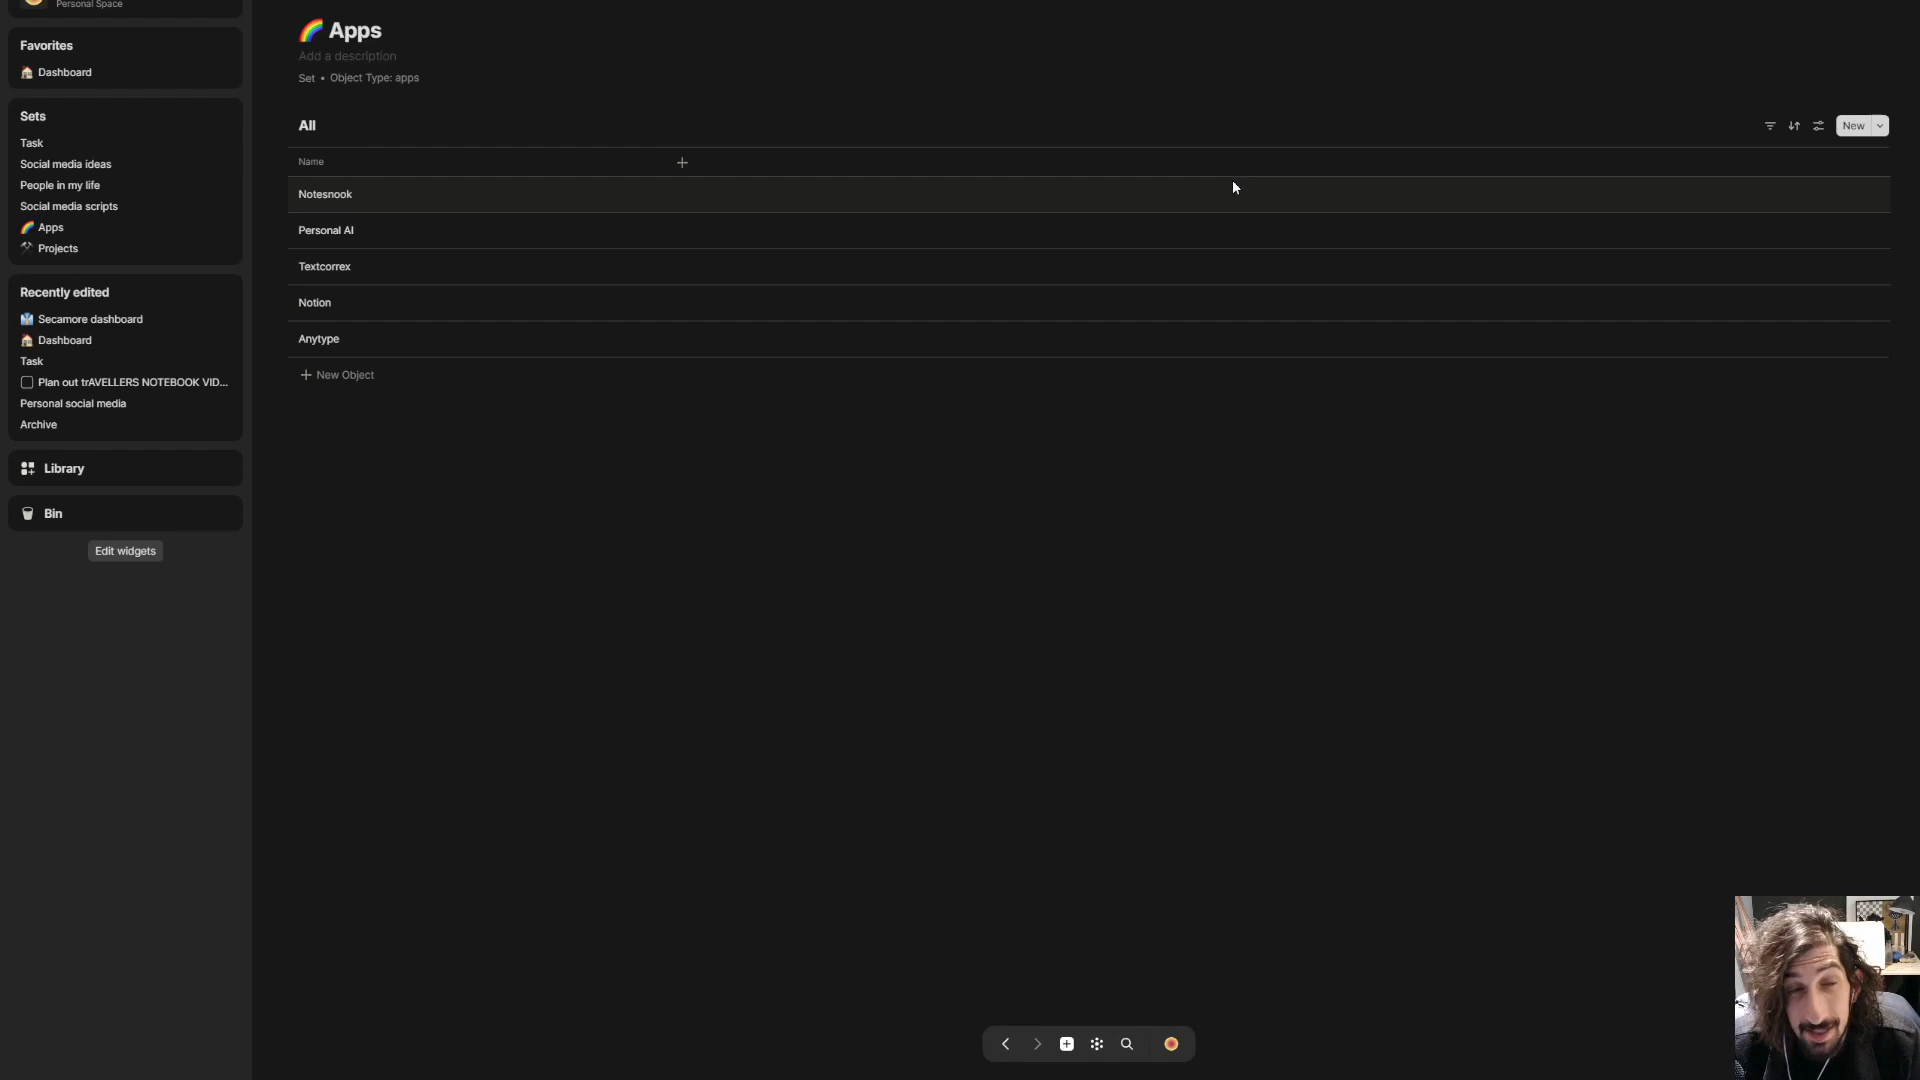 Personal Space
Favorites
Dashboard
Sets
Task
Social media ideas
People in my life
Social media scripts
Apps
Projects
Recently edited
Secamore dashboard
Dashboard
Task
Plan out trAVELLERS NOTEBOOK VID...
Personal social media
Archive
Library
Bin
Edit widgets
Apps
Add a description
Set • Object Type: apps
All
New
Name
Notesnook
Personal AI
Textcorrex
Notion
Anytype
New Object